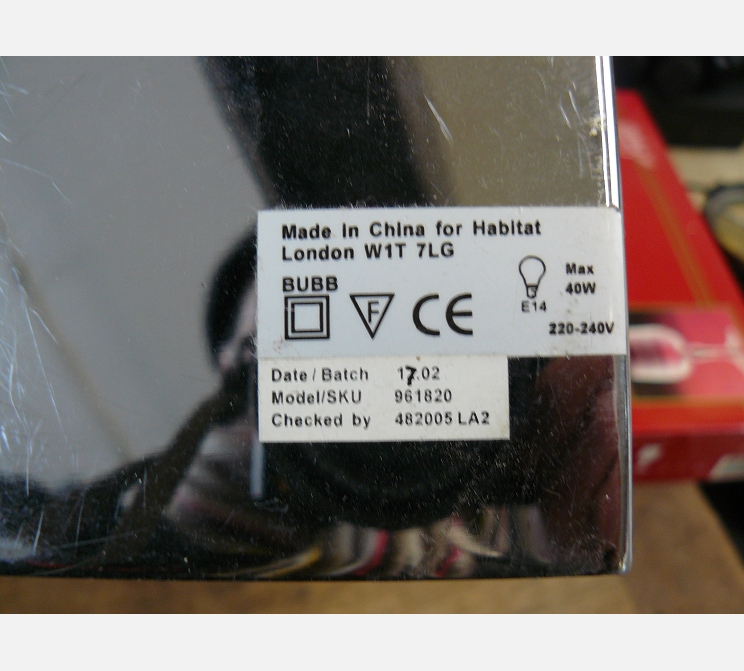 Made in China for Habitat
London W1T 7LG
BUBB
F CE
E14
Max
40W
220-240V
Date / Batch 17.02
Model/SKU 961820
Checked by 482005 LA2